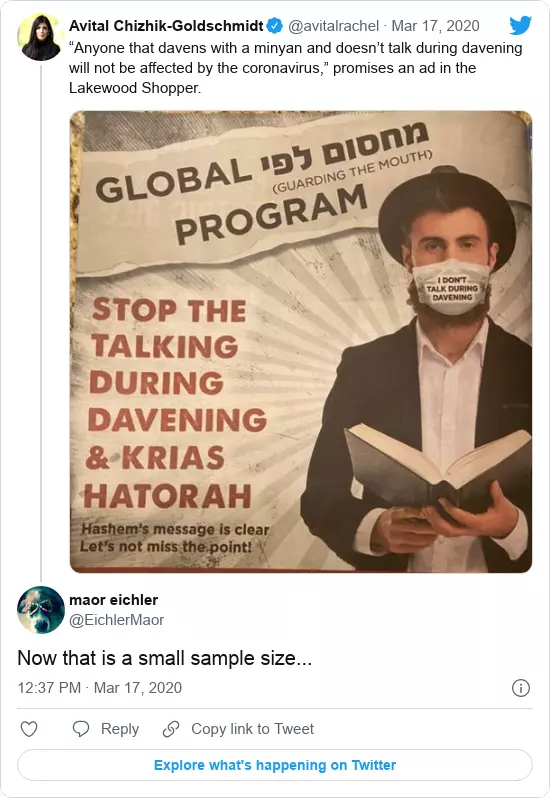 Avital Chizhik-Goldschmidt @avitalrachel · Mar 17, 2020
“Anyone that davens with a minyan and doesn’t talk during davening
will not be affected by the coronavirus,” promises an ad in the
Lakewood Shopper.
GLOBAL מחסום לפי
(GUARDING THE MOUTH)
PROGRAM
I DON'T
TALK DURING
DAVENING
STOP THE
TALKING
DURING
DAVENING
& KRIAS
HATORAH
Hashem's message is clear
Let's not miss the point!
maor eichler
@EichlerMaor
Now that is a small sample size...
12:37 PM · Mar 17, 2020
Reply
Copy link to Tweet
Explore what's happening on Twitter